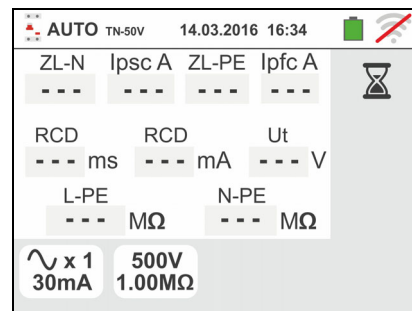 AUTO TN-50V 14.03.2016 16:34
ZL-N Ipsc A ZL-PE Ipfc A
- - - - - - - - - - - -
RCD RCD Ut
- - - ms - - - mA - - - V
L-PE N-PE
- - - MΩ - - - MΩ
x 1 500V
30mA 1.00MΩ